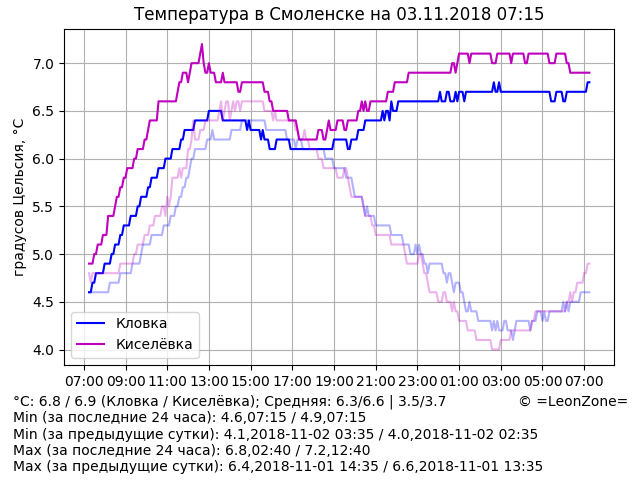 Температура в Смоленске на 03.11.2018 07:15
градусов Цельсия, °C
7.0
6.5
6.0
5.5
5.0
4.5
4.0
Кловка
Киселёвка
07:00 09:00 11:00 13:00 15:00 17:00 19:00 21:00 23:00 01:00 03:00 05:00 07:00
°C: 6.8 / 6.9 (Кловка / Киселёвка); Средняя: 6.3/6.6 | 3.5/3.7 © =LeonZone=
Min (за последние 24 часа): 4.6,07:15 / 4.9,07:15
Min (за предыдущие сутки): 4.1,2018-11-02 03:35 / 4.0,2018-11-02 02:35
Max (за последние 24 часа): 6.8,02:40 / 7.2,12:40
Max (за предыдущие сутки): 6.4,2018-11-01 14:35 / 6.6,2018-11-01 13:35